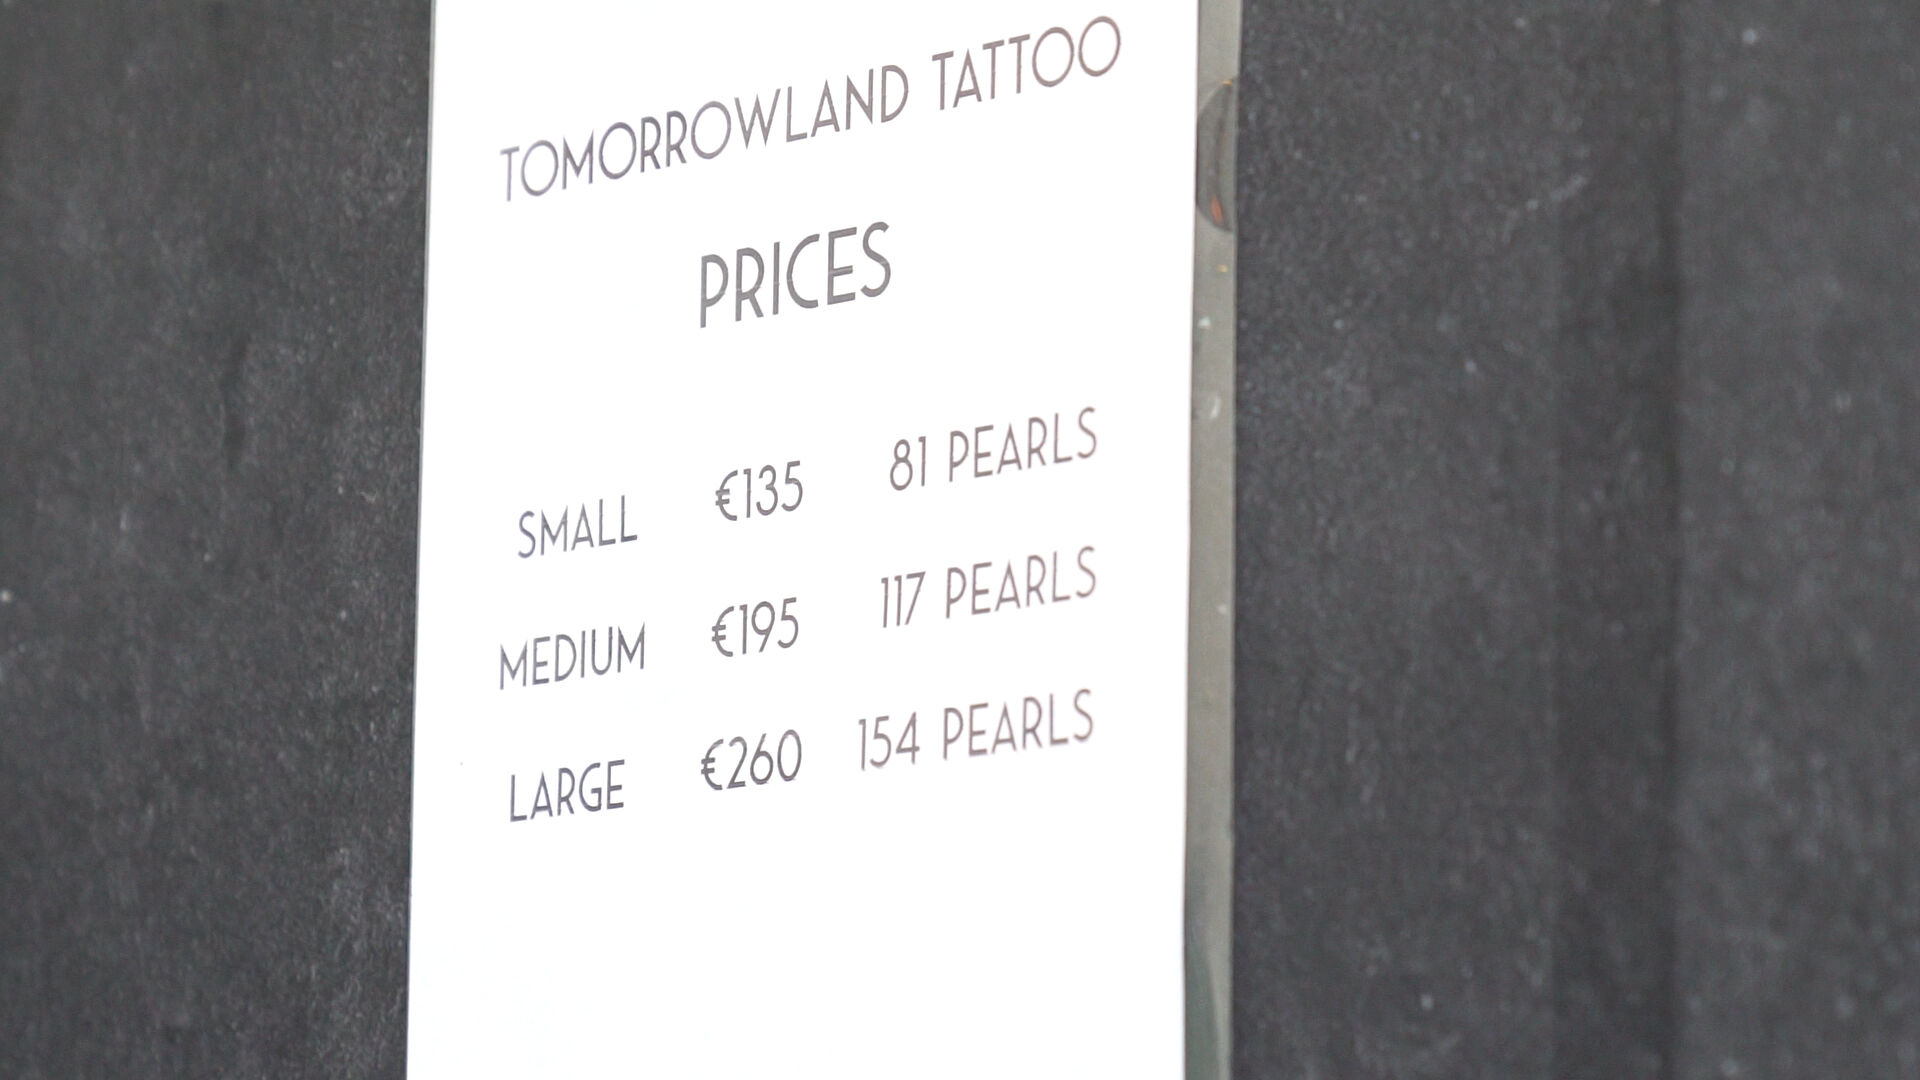 TOMORROWLAND TATTOO
PRICES
SMALL €135 81 PEARLS
MEDIUM €195 117 PEARLS
LARGE €260 154 PEARLS